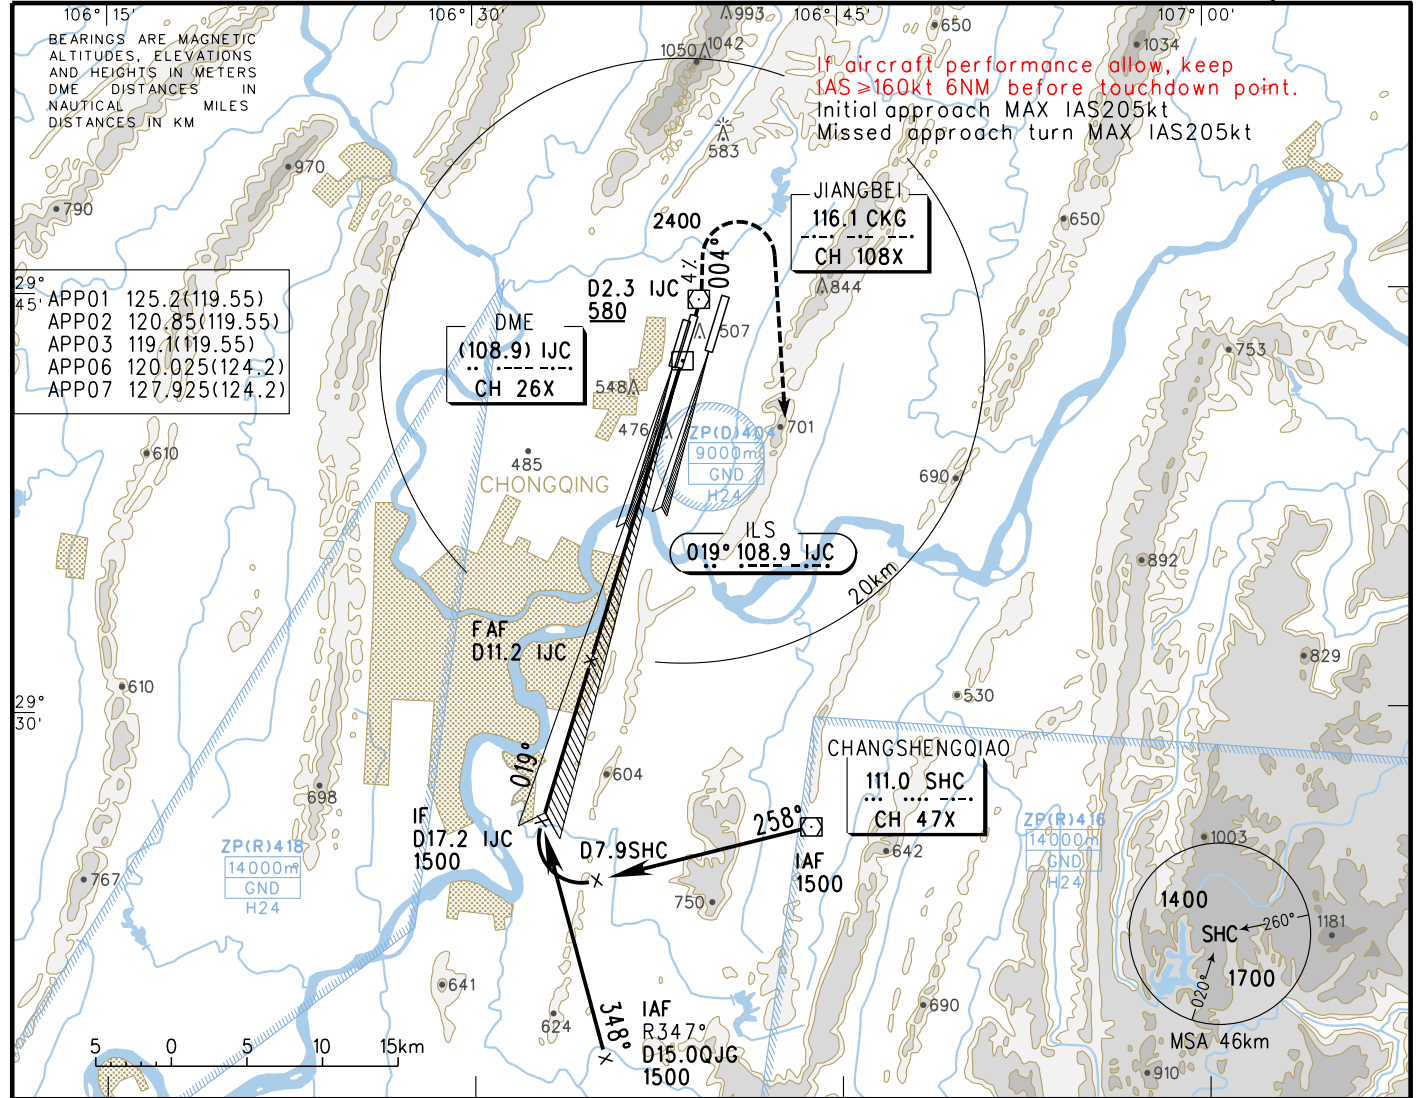 106° 15'
106° 30'
106° 45'
107° 00'
BEARINGS ARE MAGNETIC
ALTITUDES, ELEVATIONS
AND HEIGHTS IN METERS
DME DISTANCES IN
NAUTICAL MILES
DISTANCES IN KM
993
1042
1050
650
1034
If aircraft performance allow, keep
IAS≥160kt 6NM before touchdown point.
Initial approach MAX IAS205kt
Missed approach turn MAX IAS205kt
583
970
790
650
JIANGBEI
116.1 CKG
CH 108X
2400
004°
4%
844
29°
45'
APP01 125.2(119.55)
APP02 120.85(119.55)
APP03 119.1(119.55)
APP06 120.025(124.2)
APP07 127.925(124.2)
D2.3 IJC
580
DME
(108.9) IJC
CH 26X
507
753
548
476
701
ZP(D)404
9000m
GND
H24
610
485
CHONGQING
690
ILS
019° 108.9 IJC
892
20km
FAF
D11.2 IJC
829
610
530
29°
30'
019°
604
CHANGSHENGQIAO
111.0 SHC
CH 47X
698
IF
D17.2 IJC
1500
258°
D7.9SHC
IAF
1500
642
ZP(R)418
14000m
GND
H24
ZP(R)416
14000m
GND
H24
1003
767
750
1400
SHC
260°
1181
1700
020°
MSA 46km
641
624
690
348°
IAF
R347°
D15.0QJG
1500
910
5 0 5 10 15km